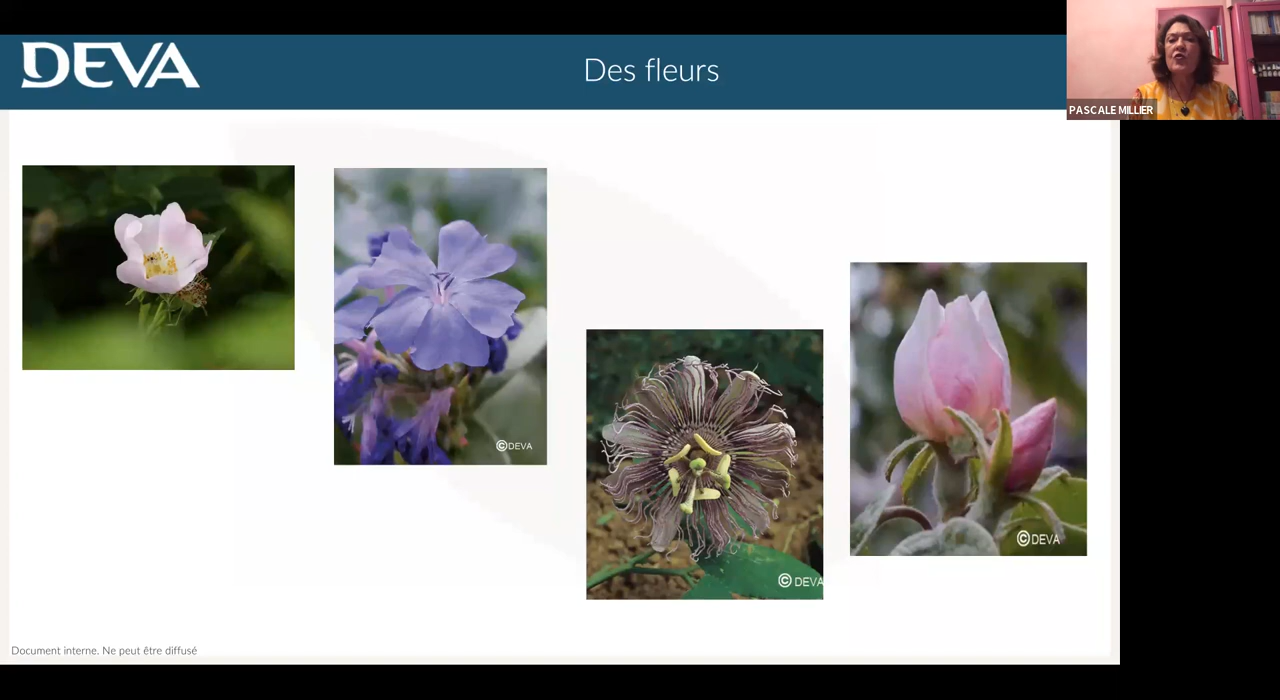 DEVA
Des fleurs
PASCALE MILLIER
©DEVA
© DEVA
©DEVA
Document interne. Ne peut être diffusé